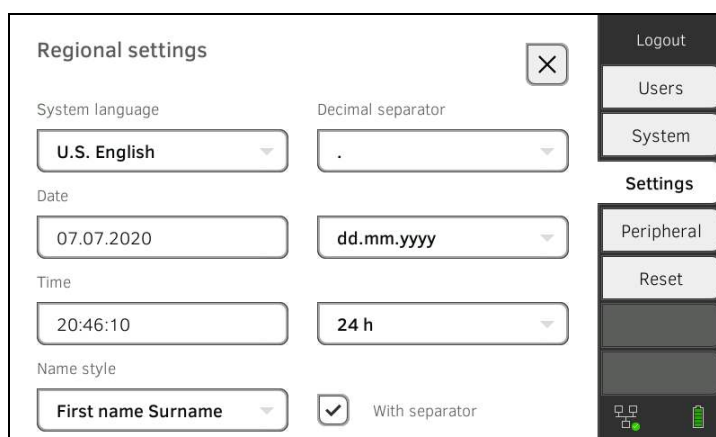 Regional settings
System language
Decimal separator
U.S. English
.
Date
07.07.2020
dd.mm.yyyy
Time
20:46:10
24 h
Name style
First name Surname
With separator
Logout
Users
System
Settings
Peripheral
Reset